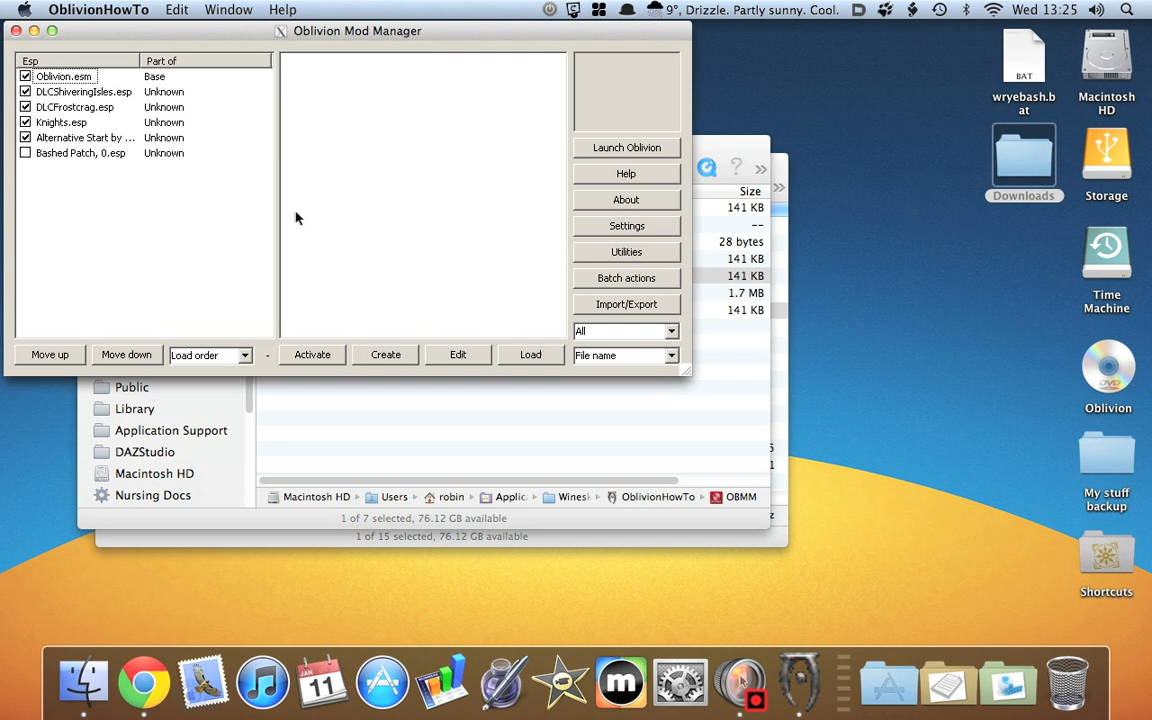 OblivionHowTo Edit Window Help
9°, Drizzle. Partly sunny. Cool. Wed 13:25
Oblivion Mod Manager
Esp Part of
Oblivion.esm Base
DLCShiveringIsles.esp Unknown
DLCFrostcrag.esp Unknown
Knights.esp Unknown
Alternative Start by ... Unknown
Bashed Patch, 0.esp Unknown
Launch Oblivion
Help
About
Settings
Utilities
Batch actions
Import/Export
All
Move up Move down Load order - Activate Create Edit Load File name
Size
141 KB
--
28 bytes
141 KB
141 KB
1.7 MB
141 KB
Public
Library
Application Support
DAZStudio
Macintosh HD
Nursing Docs
Macintosh HD Users robin Applic Winesk OblivionHowTo OBMM
1 of 7 selected, 76.12 GB available
1 of 15 selected, 76.12 GB available
BAT
wryebash.b
at
Macintosh
HD
Downloads
Storage
Time
Machine
DVD
Oblivion
My stuff
backup
Shortcuts
JAN
11
m